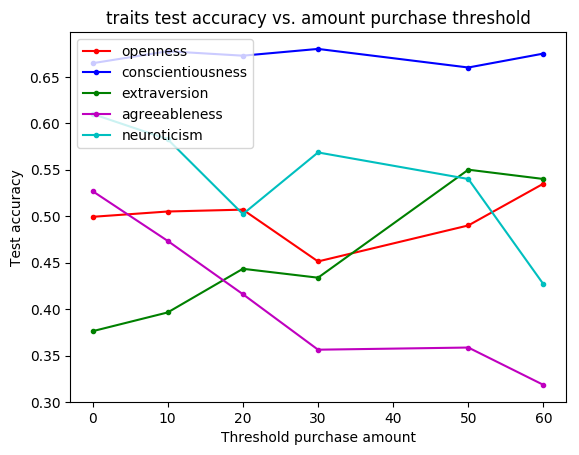 traits test accuracy vs. amount purchase threshold
openness
conscientiousness
extraversion
agreeableness
neuroticism
Test accuracy
0.65
0.60
0.55
0.50
0.45
0.40
0.35
0.30
0 10 20 30 40 50 60
Threshold purchase amount